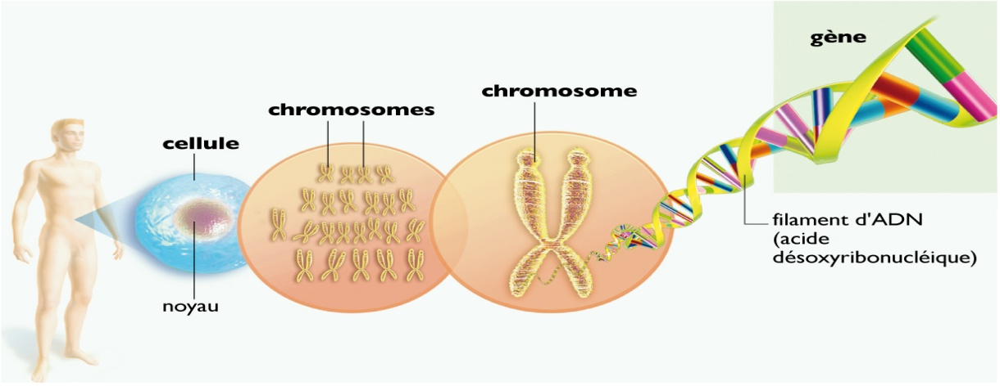 gène
chromosome
chromosomes
cellule
filament d'ADN
(acide
désoxyribonucléique)
noyau